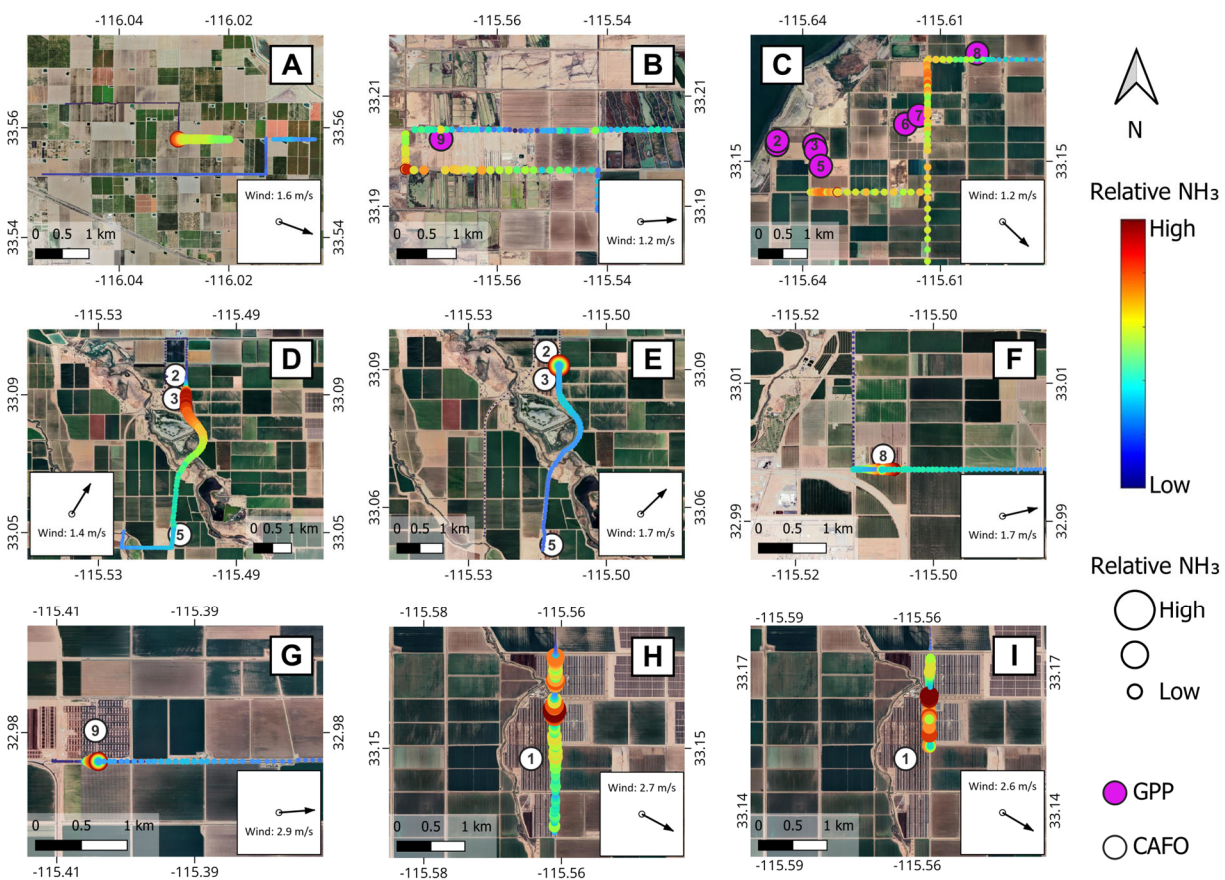 -116.04 -116.02
A
33.56 33.56
33.54 33.54
Wind: 1.6 m/s
0 0.5 1 km
-116.04 -116.02
-115.56 -115.54
B
33.21 33.21
9
33.19 33.19
Wind: 1.2 m/s
0 0.5 1 km
-115.56 -115.54
-115.64 -115.61
C
8
7
6
2
3
5
33.15 33.15
Wind: 1.2 m/s
0 0.5 1 km
-115.64 -115.61
N
Relative NH₃
High
Low
-115.53 -115.49
D
2
3
33.09 33.09
5
33.05 33.05
Wind: 1.4 m/s
0 0.5 1 km
-115.53 -115.49
-115.53 -115.50
E
2
3
33.09 33.09
33.06 33.06
5
Wind: 1.7 m/s
0 0.5 1 km
-115.53 -115.50
-115.52 -115.50
F
33.01 33.01
8
32.99 32.99
Wind: 1.7 m/s
0 0.5 1 km
-115.52 -115.50
Relative NH₃
High
Low
-115.41 -115.39
G
9
32.98 32.98
Wind: 2.9 m/s
0 0.5 1 km
-115.41 -115.39
-115.58 -115.56
H
33.15 33.15
1
Wind: 2.7 m/s
0 0.5 1 km
-115.58 -115.56
-115.59 -115.56
I
33.17 33.17
1
33.14 33.14
Wind: 2.6 m/s
0 0.5 1 km
-115.59 -115.56
GPP
CAFO